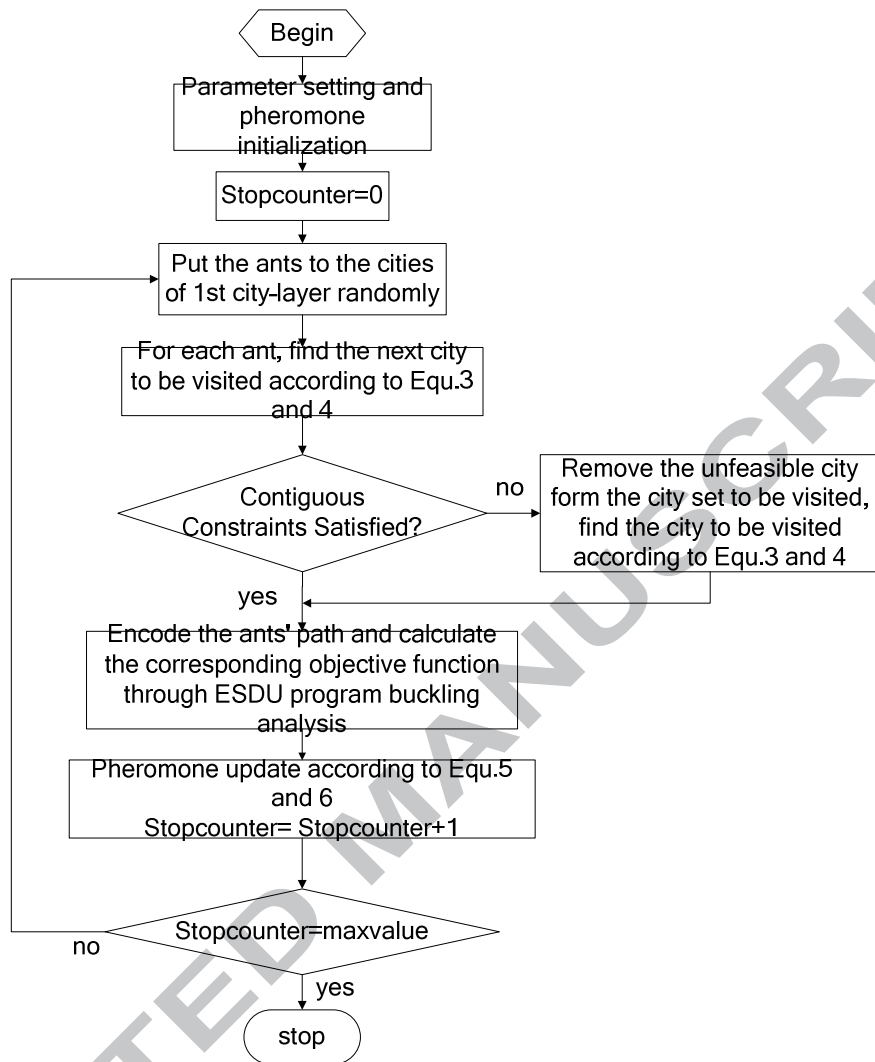 Begin
Parameter setting and
pheromone
initialization
Stopcounter=0
Put the ants to the cities
of 1st city-layer randomly
For each ant, find the next city
to be visited according to Equ.3
and 4
Contiguous
Constraints Satisfied?
no
Remove the unfeasible city
form the city set to be visited,
find the city to be visited
according to Equ.3 and 4
yes
Encode the ants' path and calculate
the corresponding objective function
through ESDU program buckling
analysis
Pheromone update according to Equ.5
and 6
Stopcounter= Stopcounter+1
Stopcounter=maxvalue
no
yes
stop
TED MANUSCRI